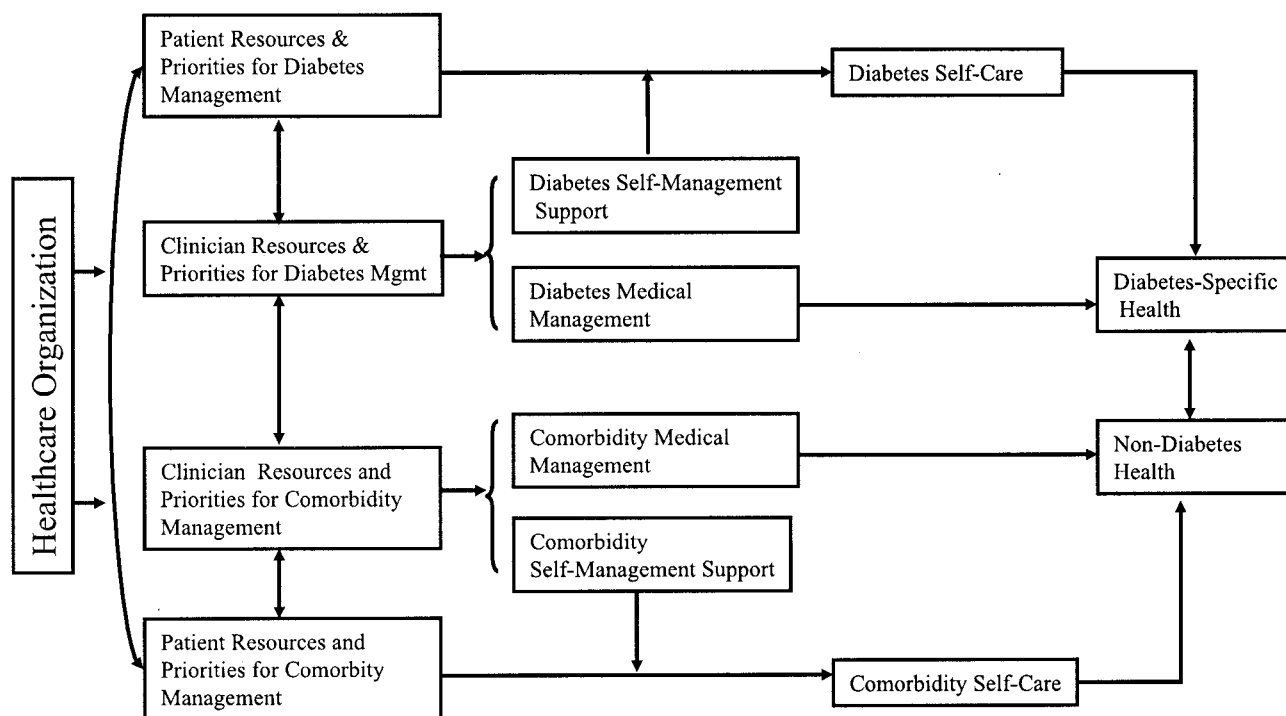 Healthcare Organization
Patient Resources &
Priorities for Diabetes
Management
Diabetes Self-Care
Diabetes Self-Management
Support
Clinician Resources &
Priorities for Diabetes Mgmt
Diabetes Medical
Management
Diabetes-Specific
Health
Comorbidity Medical
Management
Non-Diabetes
Health
Clinician Resources and
Priorities for Comorbidity
Management
Comorbidity
Self-Management Support
Patient Resources and
Priorities for Comorbity
Management
Comorbidity Self-Care